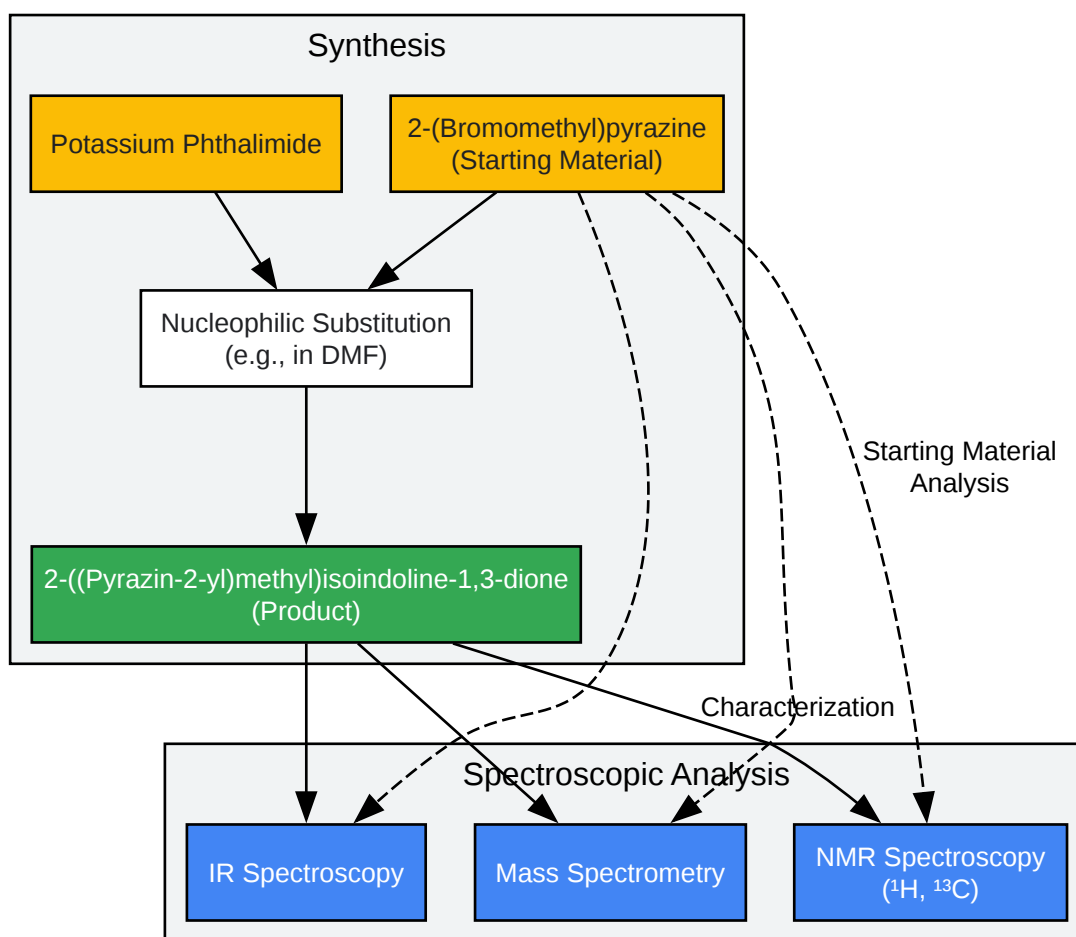 Synthesis
Potassium Phthalimide
2-(Bromomethyl)pyrazine
(Starting Material)
Nucleophilic Substitution
(e.g., in DMF)
Starting Material
Analysis
2-((Pyrazin-2-yl)methyl)isoindoline-1,3-dione
(Product)
Characterization
Spectroscopic Analysis
IR Spectroscopy
Mass Spectrometry
NMR Spectroscopy
(¹H, ¹³C)